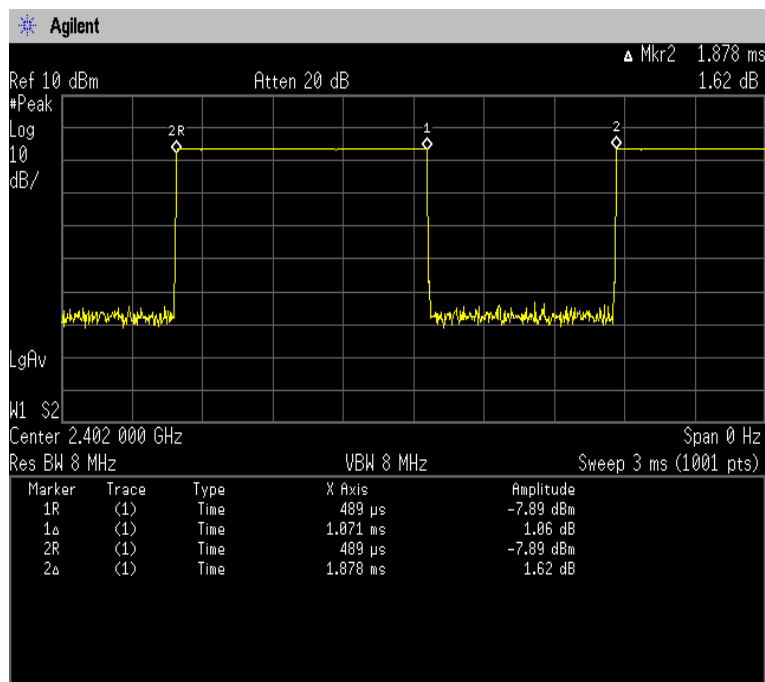 Agilent
Δ Mkr2 1.878 ms
Ref 10 dBm Atten 20 dB 1.62 dB
#Peak
Log
10
dB/
2R 1 2
LgAv
W1 S2
Center 2.402 000 GHz Span 0 Hz
Res BW 8 MHz VBW 8 MHz Sweep 3 ms (1001 pts)
Marker Trace Type X Axis Amplitude
1R (1) Time 489 µs -7.89 dBm
1Δ (1) Time 1.071 ms 1.06 dB
2R (1) Time 489 µs -7.89 dBm
2Δ (1) Time 1.878 ms 1.62 dB